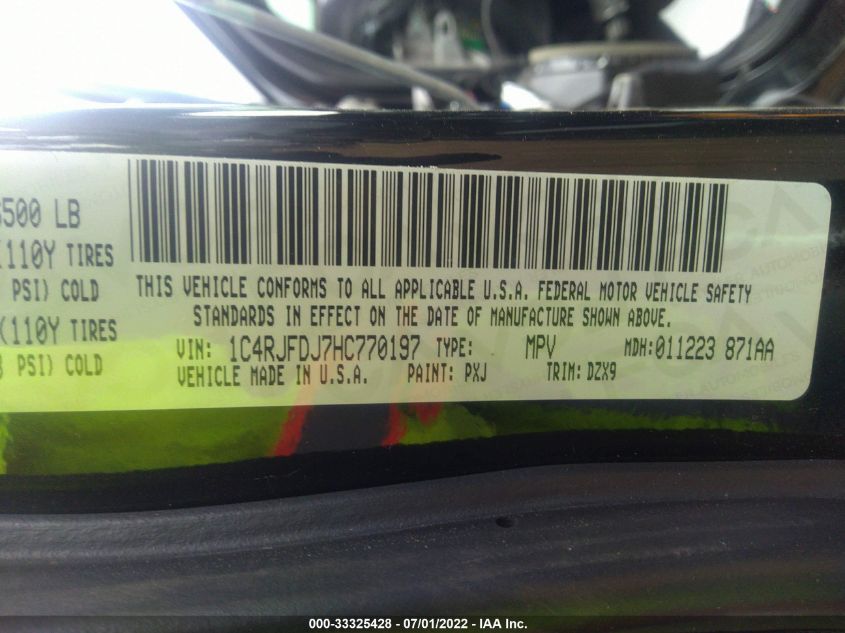 500 LB
110Y TIRES
PSI) COLD
X110Y TIRES
PSI) COLD
THIS VEHICLE CONFORMS TO ALL APPLICABLE U.S.A. FEDERAL MOTOR VEHICLE SAFETY
STANDARDS IN EFFECT ON THE DATE OF MANUFACTURE SHOWN ABOVE.
VIN: 1C4RJFDJ7HC770197 TYPE: MPV MDH:011223 871AA
VEHICLE MADE IN U.S.A. PAINT: PXJ TRIM: DZX9
000-33325428 - 07/01/2022 - IAA Inc.